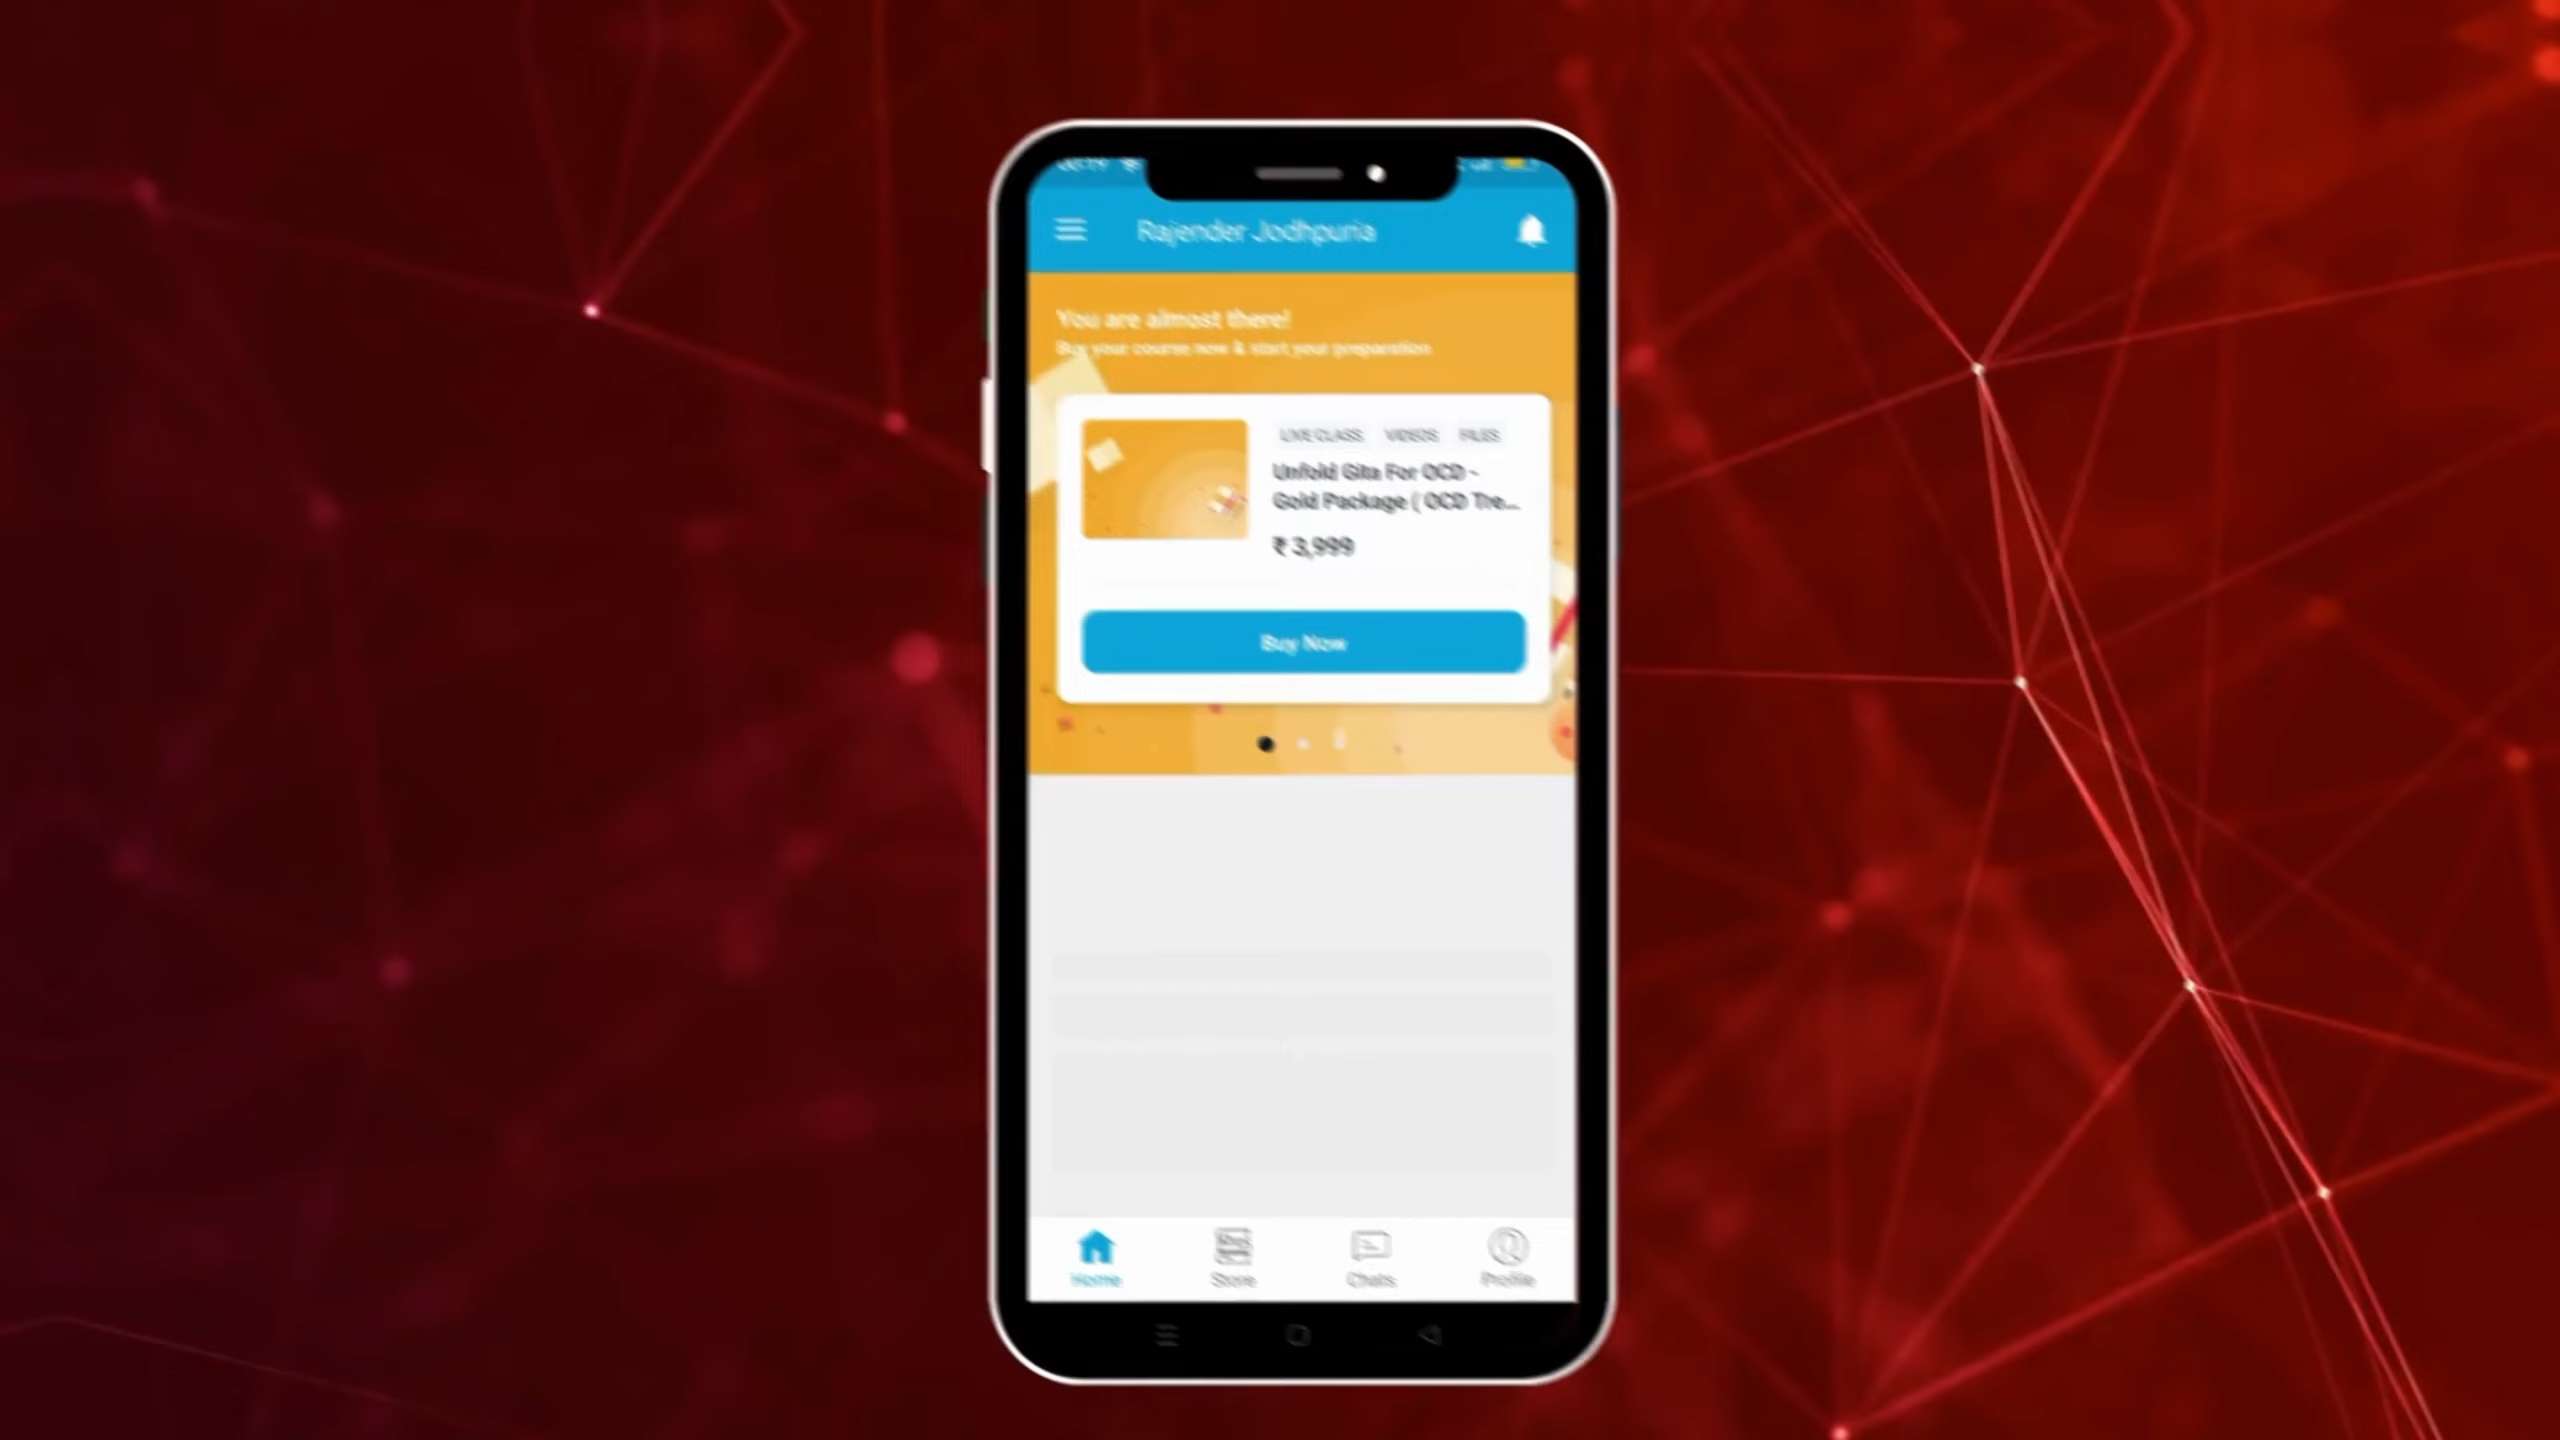 Rajender Jodhpuria
You are almost there!
Buy your course now & start your preparation
LIVE CLASS VIDEOS FILES
Unfold Gita For OCD -
Gold Package ( OCD Tre...
₹ 3,999
Buy Now
Home Store Chats Profile